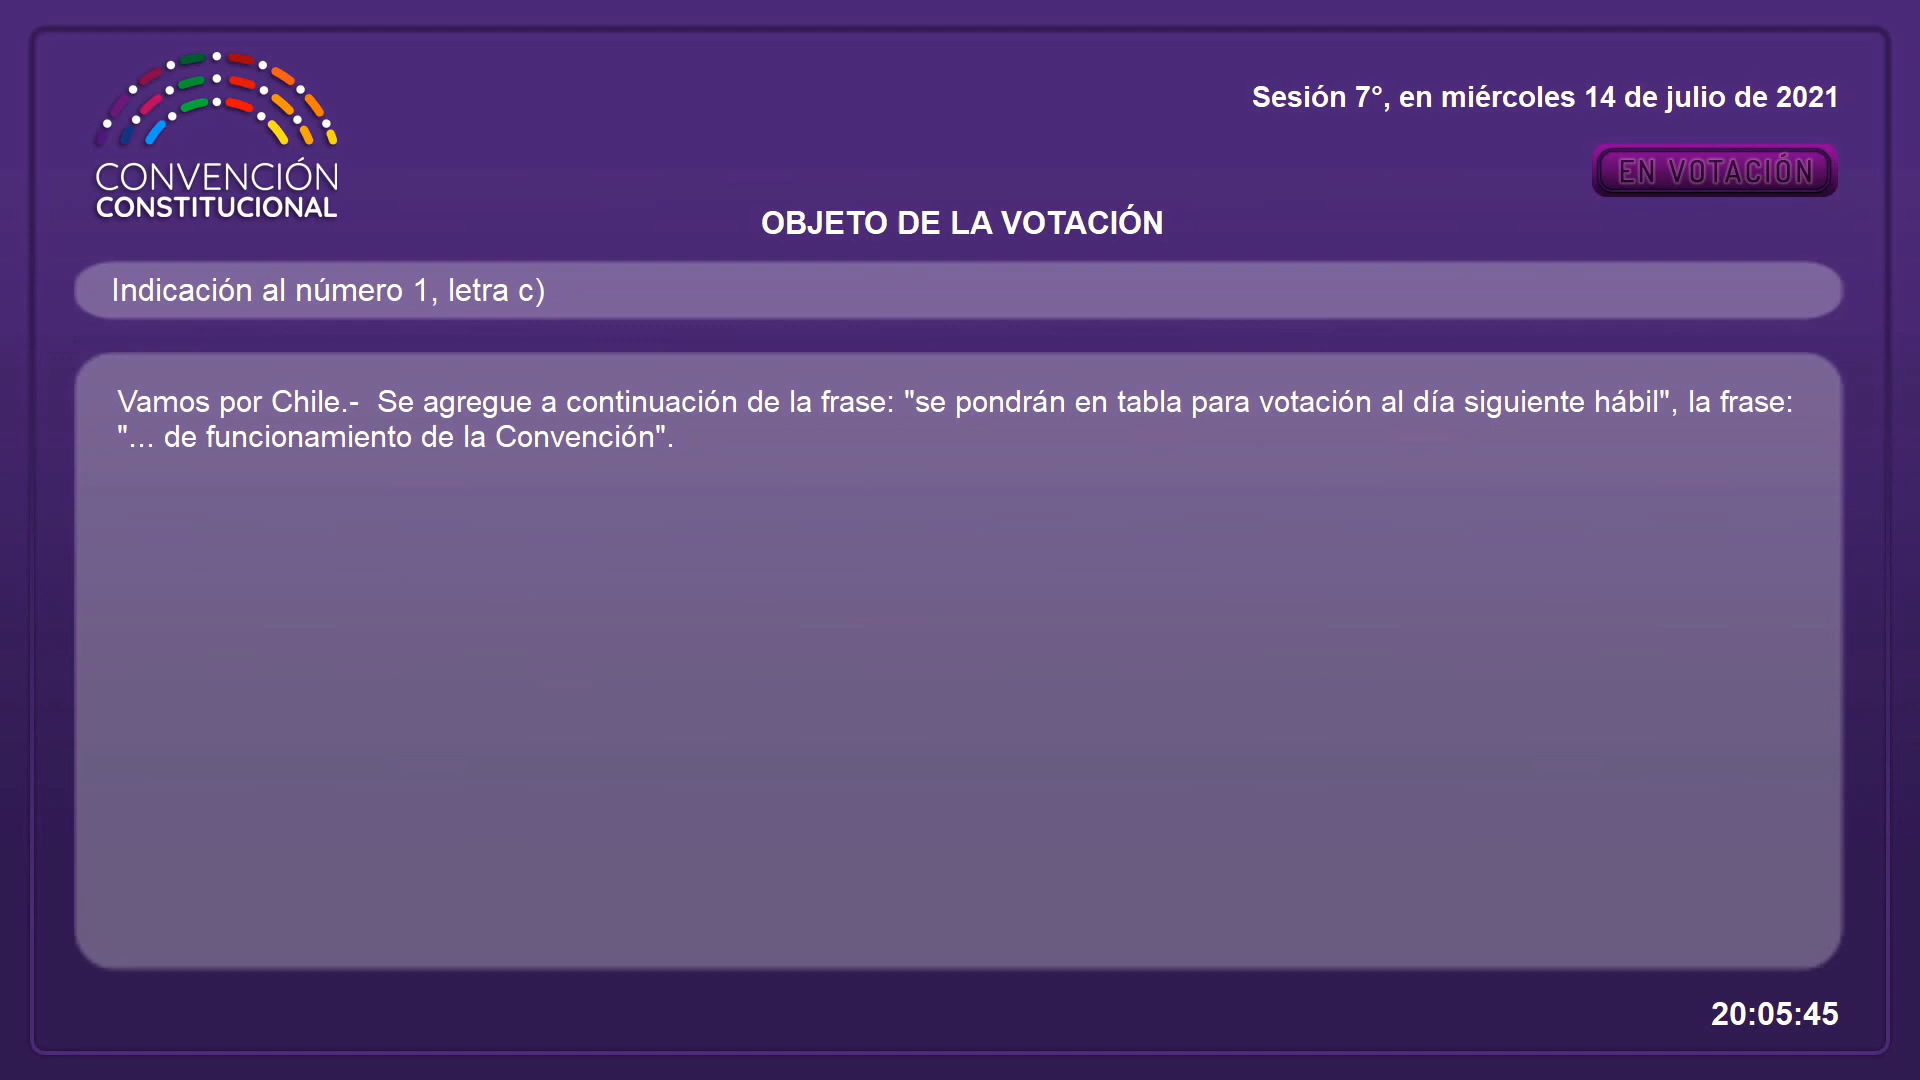 CONVENCIÓN
CONSTITUCIONAL
Sesión 7°, en miércoles 14 de julio de 2021
EN VOTACIÓN
OBJETO DE LA VOTACIÓN
Indicación al número 1, letra c)
Vamos por Chile.-  Se agregue a continuación de la frase: "se pondrán en tabla para votación al día siguiente hábil", la frase:
"... de funcionamiento de la Convención".
20:05:45